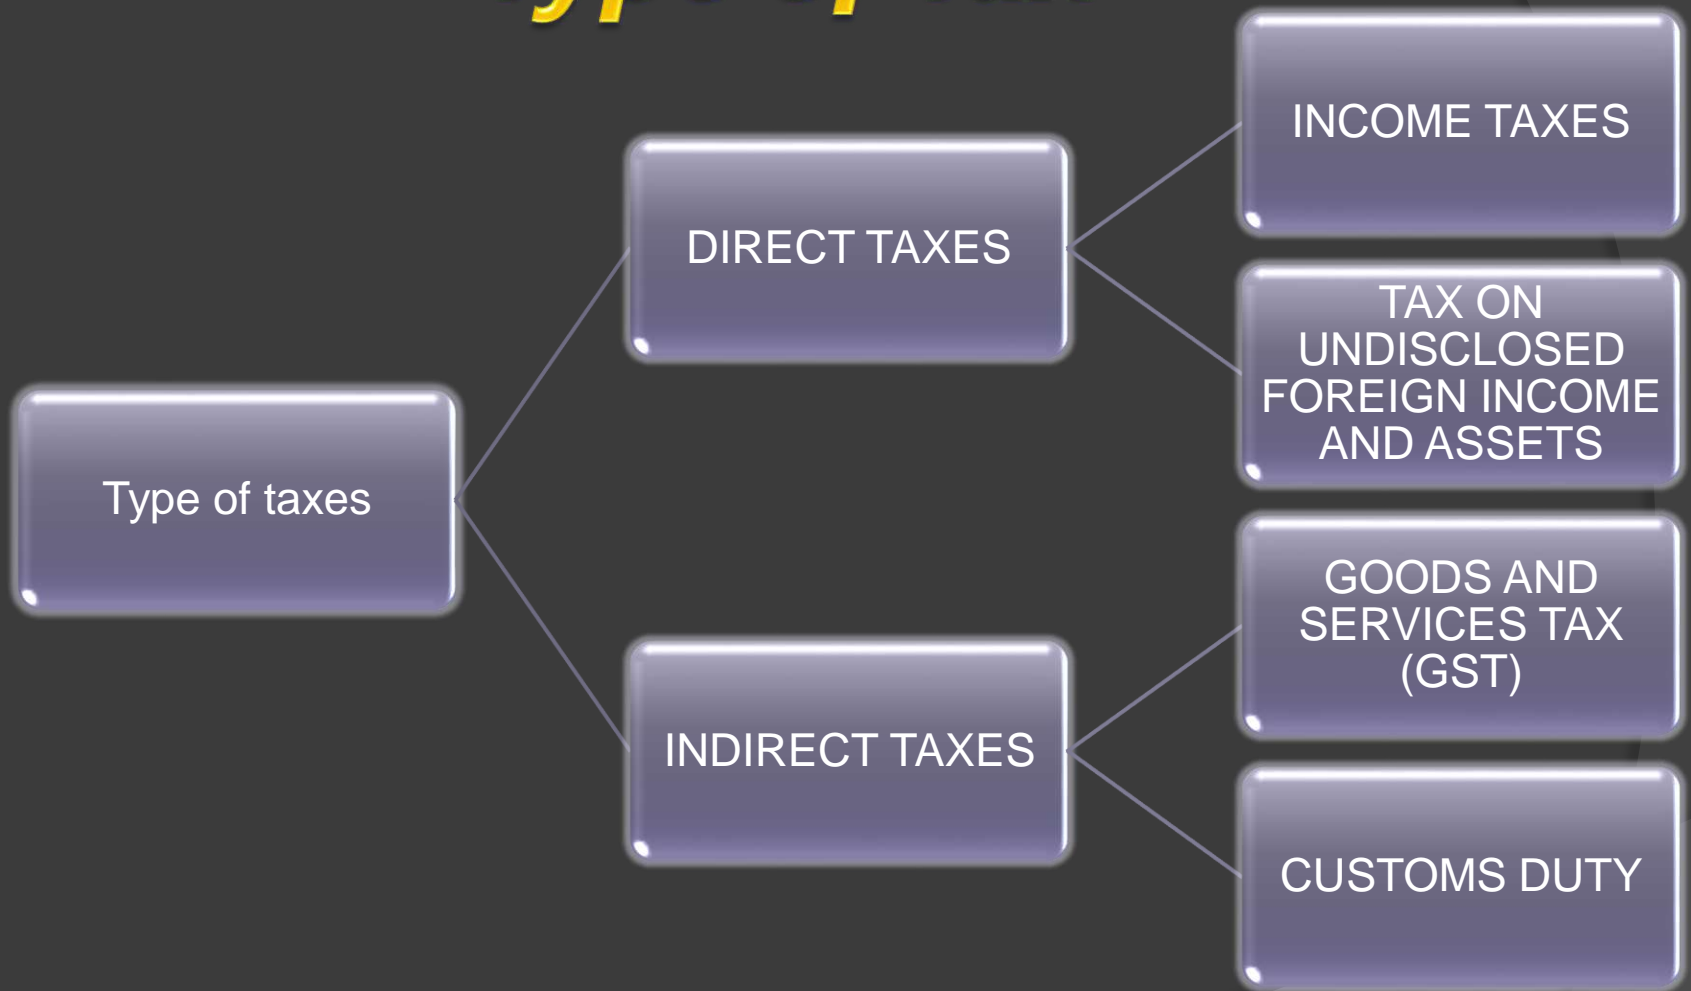 INCOME TAXES
DIRECT TAXES
TAX ON
UNDISCLOSED
FOREIGN INCOME
AND ASSETS
Type of taxes
GOODS AND
SERVICES TAX
(GST)
INDIRECT TAXES
CUSTOMS DUTY